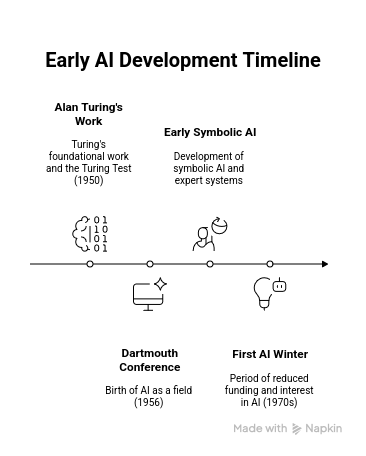 Early AI Development Timeline
Alan Turing's
Work
Turing's
foundational work
and the Turing Test
(1950)
Early Symbolic AI
Development of
symbolic AI and
expert systems
0 1
1 0
0 1
0 1
Dartmouth
Conference
Birth of AI as a field
(1956)
First AI Winter
Period of reduced
funding and interest
in AI (1970s)
Made with Napkin